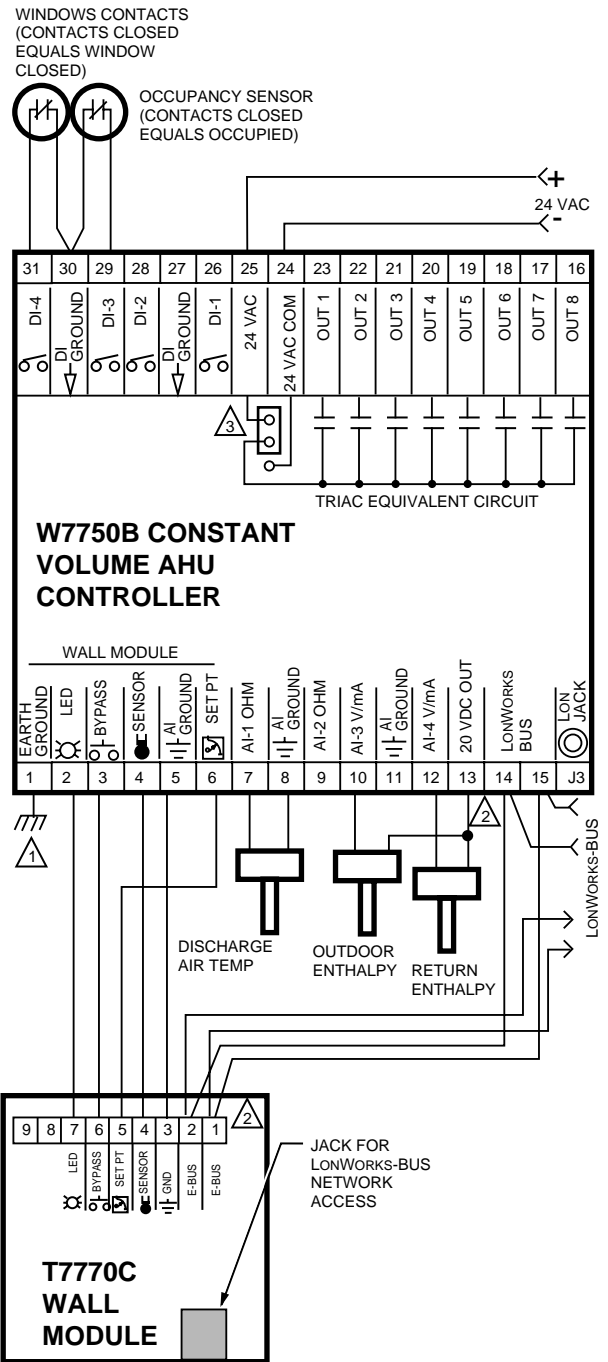 WINDOWS CONTACTS
(CONTACTS CLOSED
EQUALS WINDOW
CLOSED)
OCCUPANCY SENSOR
(CONTACTS CLOSED
EQUALS OCCUPIED)
+
24 VAC
-
31 30 29 28 27 26 25 24 23 22 21 20 19 18 17 16
DI-4
DI
GROUND
DI-3
DI-2
DI
GROUND
DI-1
24 VAC
24 VAC COM
OUT 1
OUT 2
OUT 3
OUT 4
OUT 5
OUT 6
OUT 7
OUT 8
3
TRIAC EQUIVALENT CIRCUIT
W7750B CONSTANT
VOLUME AHU
CONTROLLER
WALL MODULE
EARTH
GROUND
LED
BYPASS
SENSOR
AI
GROUND
SET PT
AI-1 OHM
AI
GROUND
AI-2 OHM
AI-3 V/mA
AI
GROUND
AI-4 V/mA
20 VDC OUT
LONWORKS
BUS
LON
JACK
1 2 3 4 5 6 7 8 9 10 11 12 13 14 15 J3
1
2
LONWORKS-BUS
DISCHARGE
AIR TEMP
OUTDOOR
ENTHALPY
RETURN
ENTHALPY
9 8 7 6 5 4 3 2 1
2
LED
BYPASS
SET PT
SENSOR
GND
E-BUS
E-BUS
JACK FOR
LONWORKS-BUS
NETWORK
ACCESS
T7770C
WALL
MODULE